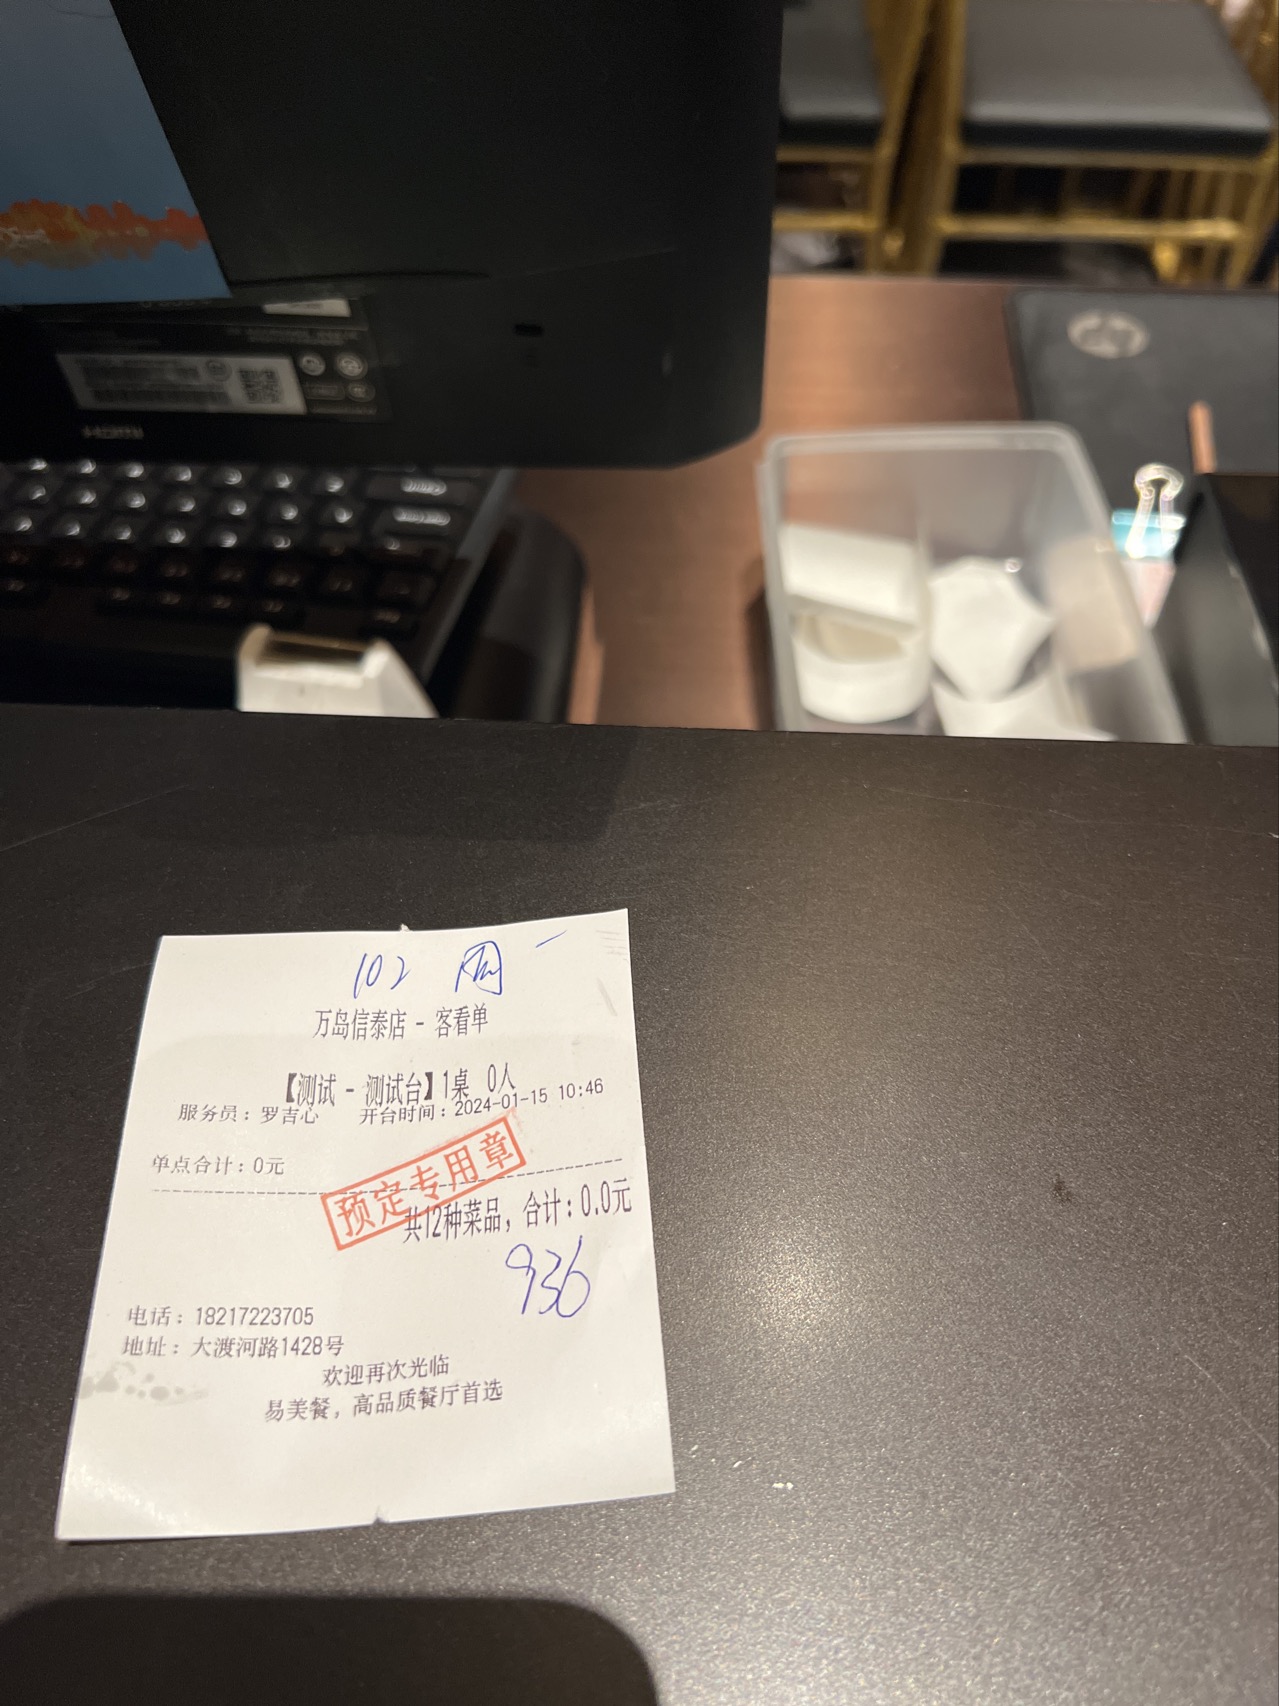 102 周一
万岛信泰店 - 客看单
【测试 - 测试台】1桌 0人
服务员：罗吉心 开台时间：2024-01-15 10:46
单点合计：0元
预定专用章
共12种菜品，合计：0.0元
936
电话：18217223705
地址：大渡河路1428号
欢迎再次光临
易美餐，高品质餐厅首选